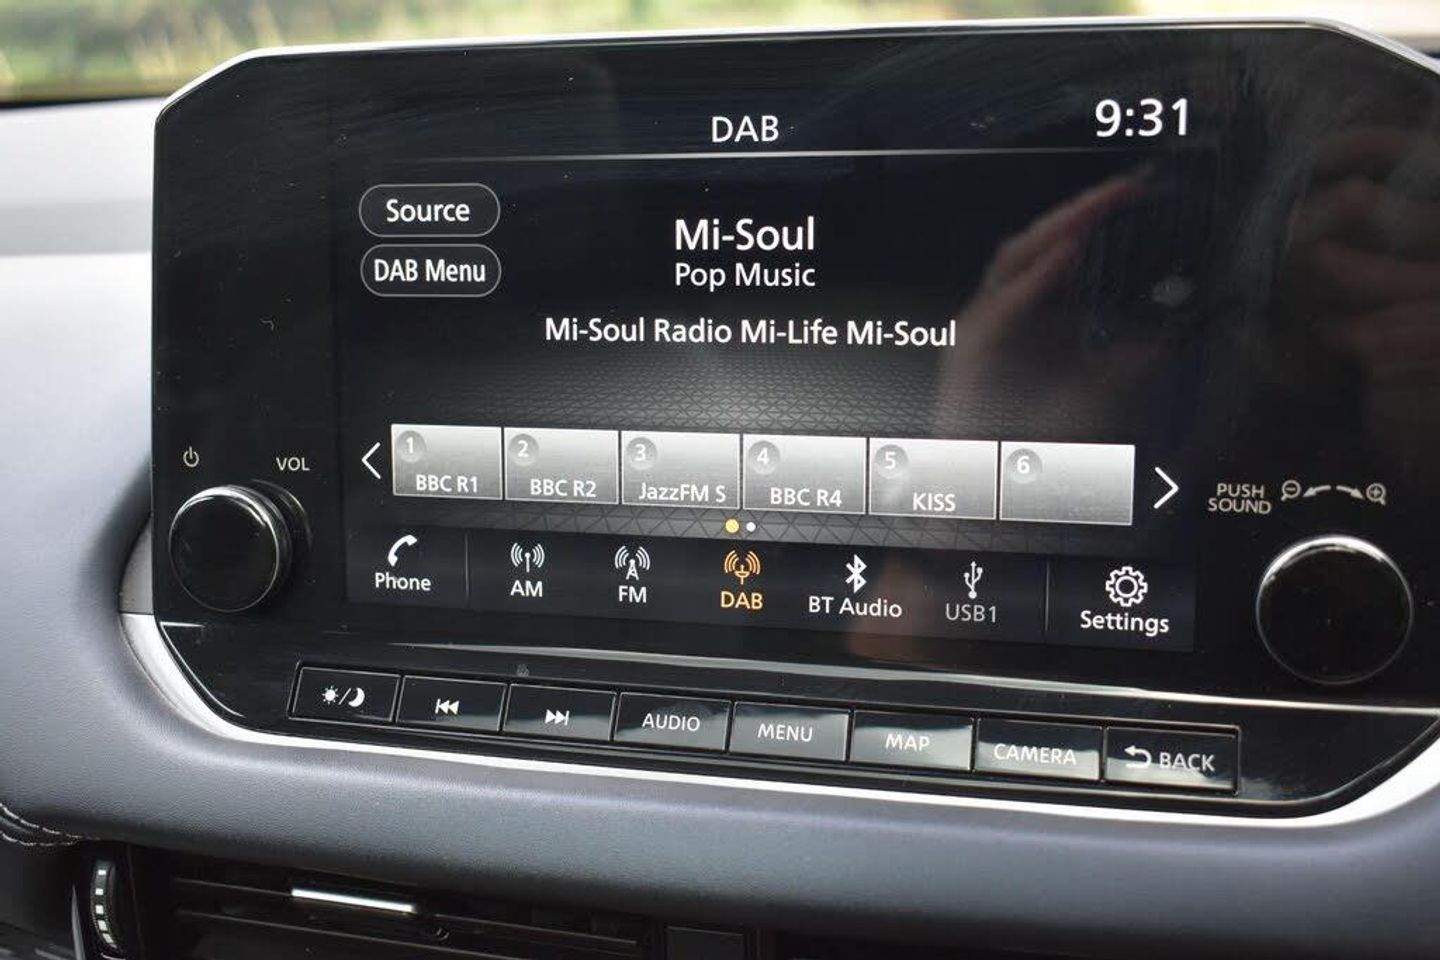 DAB
9:31
Source
DAB Menu
Mi-Soul
Pop Music
Mi-Soul Radio Mi-Life Mi-Soul
VOL
1
BBC R1
2
BBC R2
3
JazzFM S
4
BBC R4
5
KISS
6
PUSH
SOUND
Phone
AM
FM
DAB
BT Audio
USB1
Settings
AUDIO
MENU
MAP
CAMERA
BACK